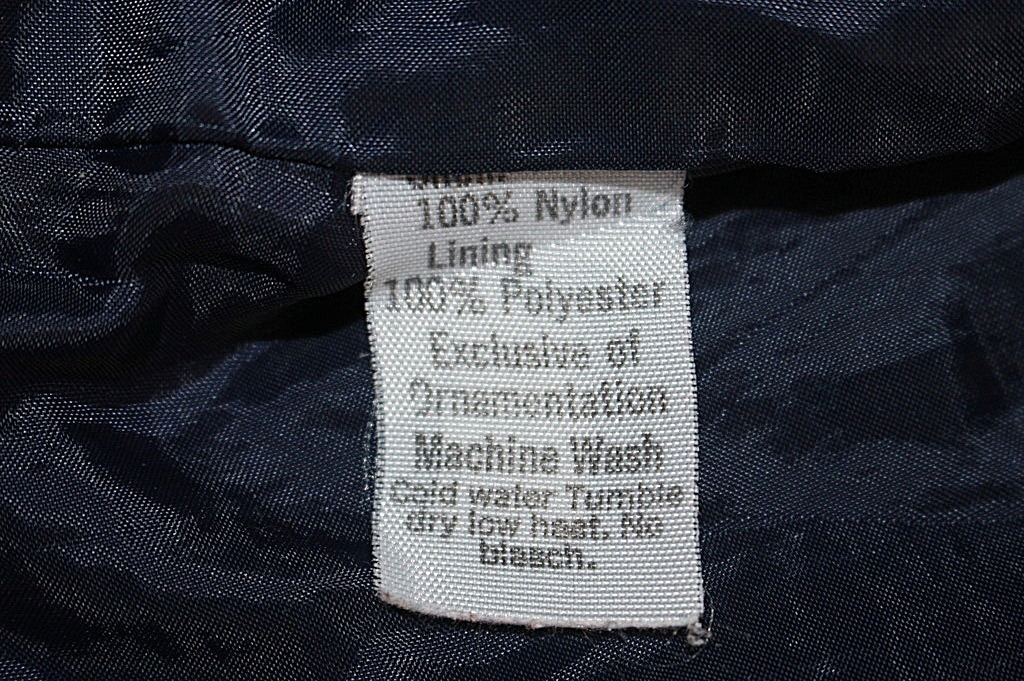 100% Nylon
Lining
100% Polyester
Exclusive of
Ornamentation
Machine Wash
Cold water Tumble
dry low heat. No
bleach.